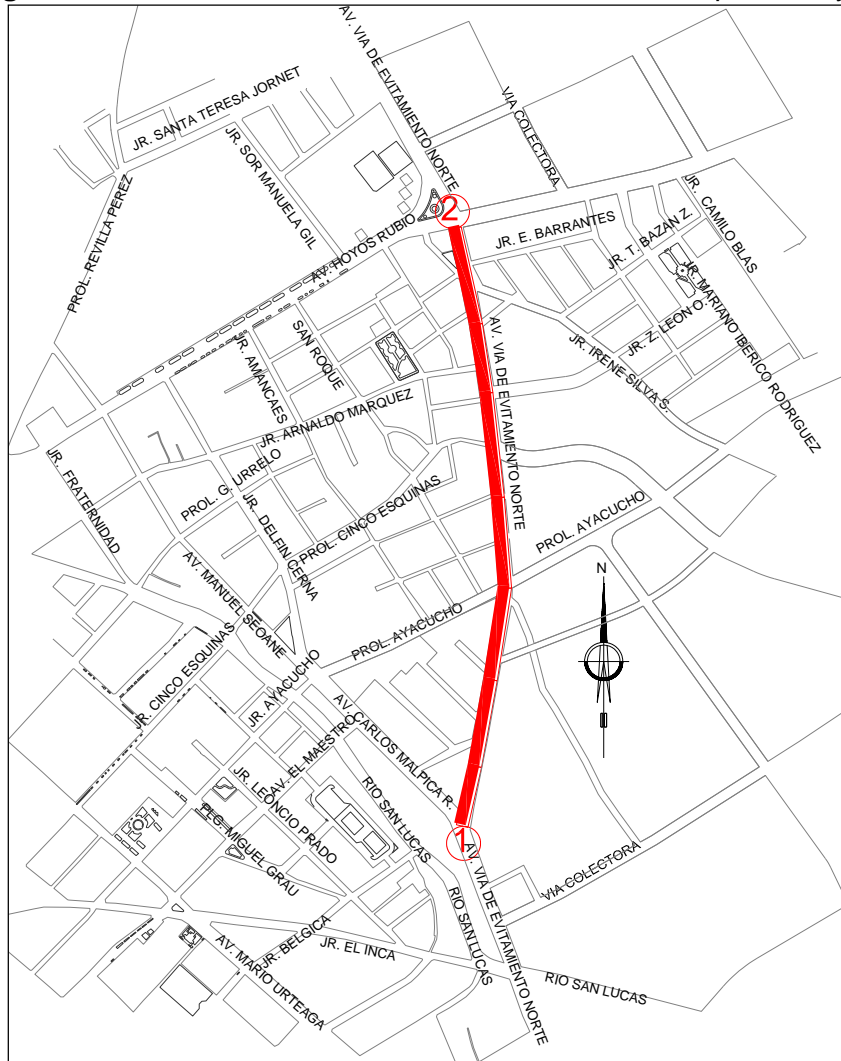 AV. VIA DE EVITAMIENTO NORTE
JR. SANTA TERESA JORNET
VIA COLECTORA
JR. SOR MANUELA GIL
PROL. REVILLA PEREZ
2
AV. HOYOS RUBIO
JR. E. BARRANTES
JR. CAMILO BLAS
JR. T. BAZAN Z.
JR. MARIANO IBERICO RODRIGUEZ
JR. Z. LEON O.
JR. IRENE SILVA S.
AV. VIA DE EVITAMIENTO NORTE
SAN ROQUE
JR. AMANCAES
JR. ARNALDO MARQUEZ
JR. FRATERNIDAD
PROL. G. URRELO
JR. DELFIN CERNA
PROL. CINCO ESQUINAS
PROL. AYACUCHO
AV. MANUEL SEOANE
N
PROL. AYACUCHO
JR. CINCO ESQUINAS
JR. AYACUCHO
AV. CARLOS MALPICA R.
AV. EL MAESTRO
JR. LEONCIO PRADO
RIO SAN LUCAS
PLG. MIGUEL GRAU
1
AV. VIA DE EVITAMIENTO NORTE
VIA COLECTORA
RIO SAN LUCAS
JR. BELGICA
JR. EL INCA
AV. MARIO URTEAGA
RIO SAN LUCAS